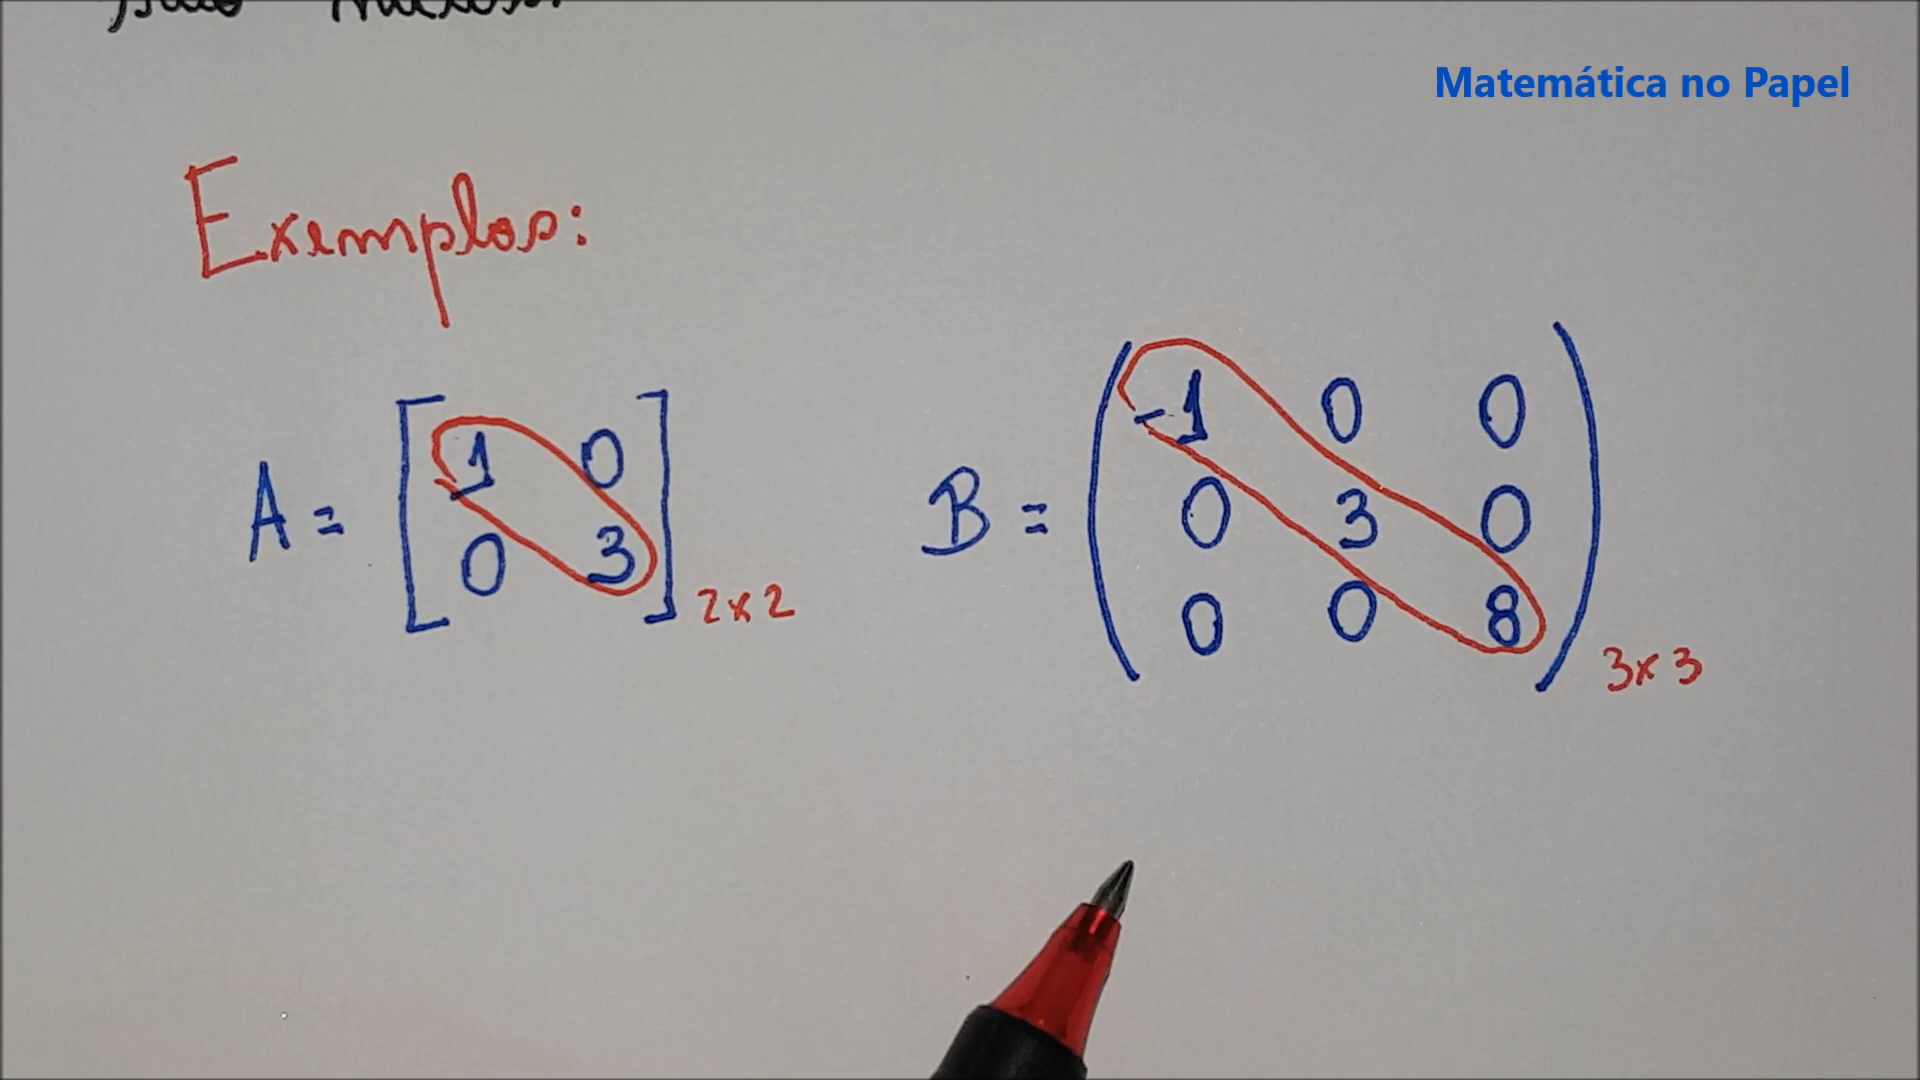 Matemática no Papel
Exemplos:
A = [1 0
0 3] 2x2
B = (-1 0 0
0 3 0
0 0 8) 3x3